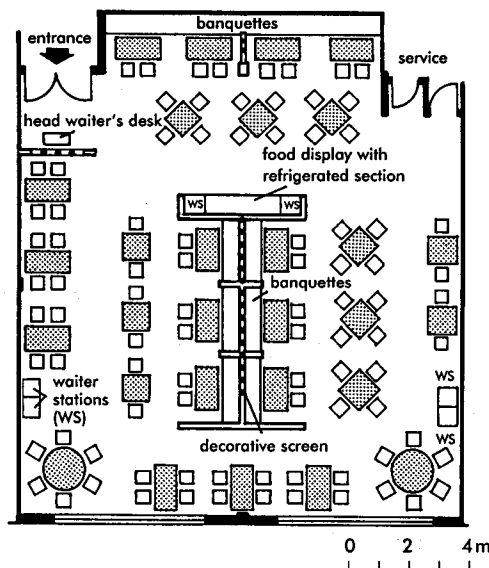 banquettes
entrance
service
head waiter's desk
food display with
refrigerated section
WS
WS
banquettes
waiter
stations
(WS)
WS
WS
decorative screen
0 2 4 m